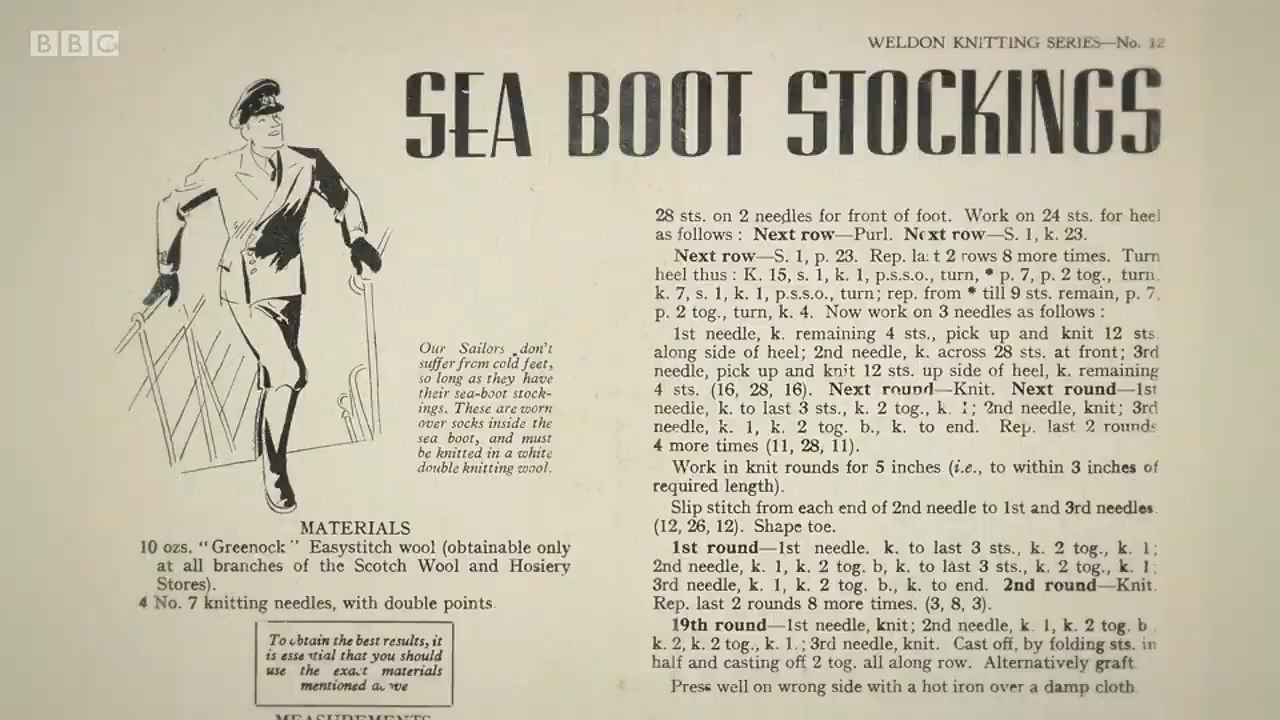 BBC
WELDON KNITTING SERIES—No. 12
SEA BOOT STOCKINGS
Our Sailors don't
suffer from cold feet,
so long as they have
their sea-boot stock-
ings. These are worn
over socks inside the
sea boot, and must
be knitted in a white
double knitting wool.
MATERIALS
10 ozs. "Greenock" Easystitch wool (obtainable only
at all branches of the Scotch Wool and Hosiery
Stores).
4 No. 7 knitting needles, with double points.
To obtain the best results, it
is essential that you should
use the exact materials
mentioned above
MEASUREMENTS
28 sts. on 2 needles for front of foot. Work on 24 sts. for heel
as follows : Next row—Purl. Next row—S. 1, k. 23.
Next row—S. 1, p. 23. Rep. last 2 rows 8 more times. Turn
heel thus : K. 15, s. 1, k. 1, p.s.s.o., turn, * p. 7, p. 2 tog., turn,
k. 7, s. 1, k. 1, p.s.s.o., turn; rep. from * till 9 sts. remain, p. 7,
p. 2 tog., turn, k. 4. Now work on 3 needles as follows :
1st needle, k. remaining 4 sts., pick up and knit 12 sts.
along side of heel; 2nd needle, k. across 28 sts. at front; 3rd
needle, pick up and knit 12 sts. up side of heel, k. remaining
4 sts. (16, 28, 16). Next round—Knit. Next round—1st
needle, k. to last 3 sts., k. 2 tog., k. 1; 2nd needle, knit; 3rd
needle, k. 1, k. 2 tog. b., k. to end. Rep. last 2 rounds
4 more times (11, 28, 11).
Work in knit rounds for 5 inches (i.e., to within 3 inches of
required length).
Slip stitch from each end of 2nd needle to 1st and 3rd needles.
(12, 26, 12). Shape toe.
1st round—1st needle. k. to last 3 sts., k. 2 tog., k. 1;
2nd needle, k. 1, k. 2 tog. b, k. to last 3 sts., k. 2 tog., k. 1;
3rd needle, k. 1, k. 2 tog. b., k. to end. 2nd round—Knit.
Rep. last 2 rounds 8 more times. (3, 8, 3).
19th round—1st needle, knit; 2nd needle, k. 1, k. 2 tog. b.,
k. 2, k. 2 tog., k. 1.; 3rd needle, knit. Cast off, by folding sts. in
half and casting off 2 tog. all along row. Alternatively graft.
Press well on wrong side with a hot iron over a damp cloth.